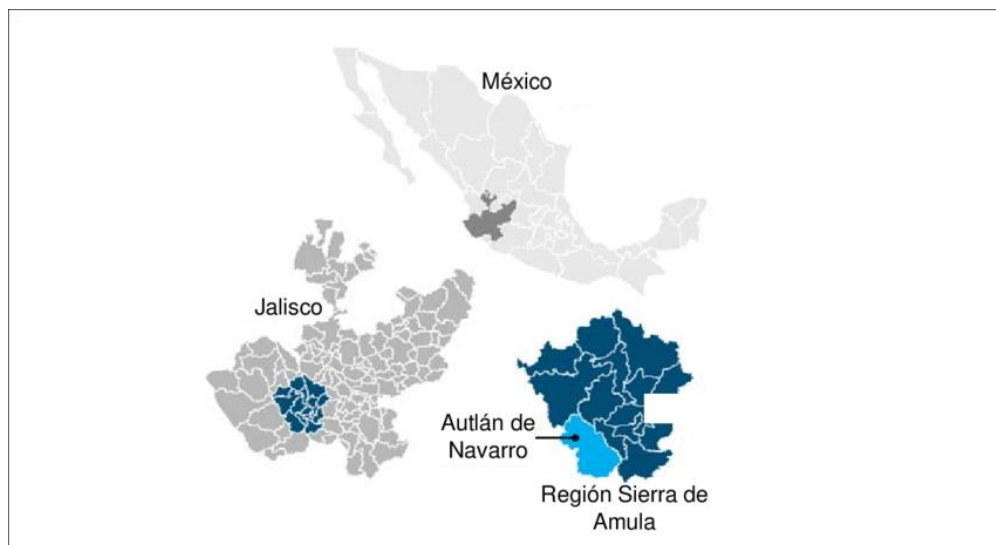 México
Jalisco
Autlán de
Navarro
Región Sierra de
Amula